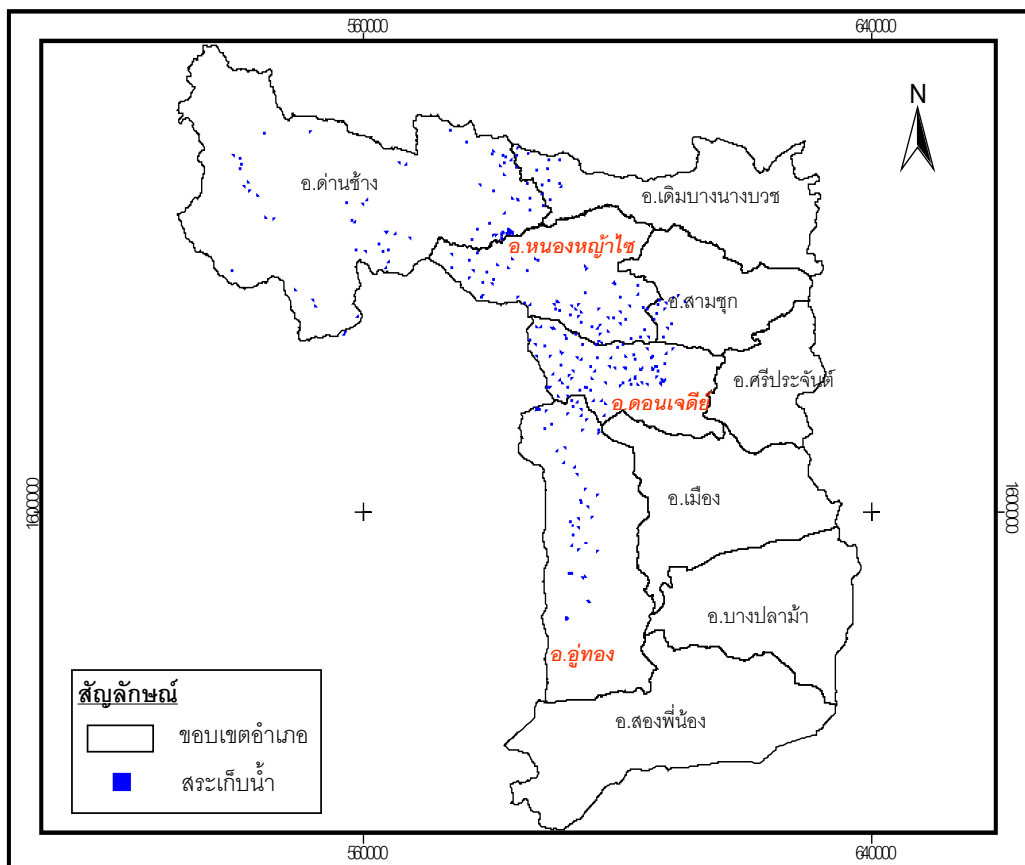 560000 640000
N
อ.ด่านช้าง
อ.เดิมบางนางบวช
อ.หนองหญ้าไซ
อ.สามชุก
อ.ศรีประจันต์
อ.ดอนเจดีย์
อ.เมือง
1600000 1600000
อ.บางปลาม้า
อ.อู่ทอง
อ.สองพี่น้อง
สัญลักษณ์
ขอบเขตอำเภอ
สระเก็บน้ำ
560000 640000